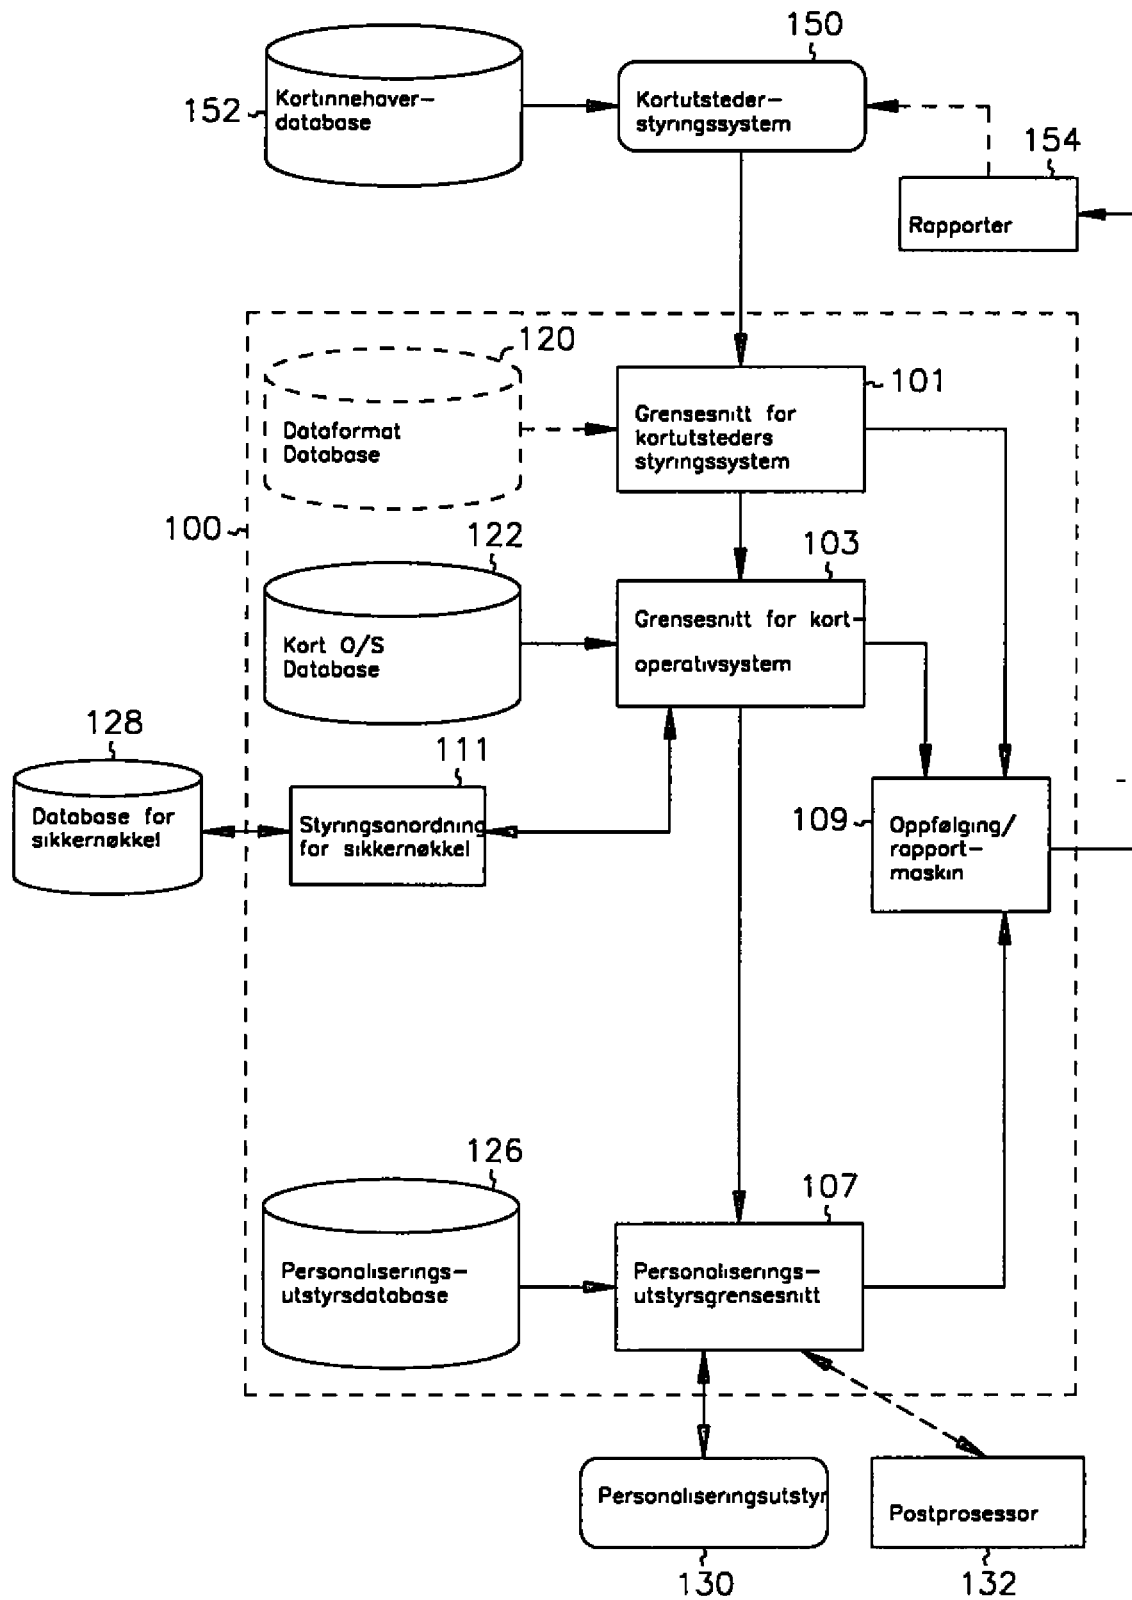 150
Kortinnehaver-
database
152
Kortutsteder-
styringssystem
154
Rapporter
120
Dataformat
Database
101
Grensesnitt for
kortutsteders
styringssystem
100
122
Kort O/S
Database
103
Grensesnitt for kort-
operativsystem
128
Database for
sikkernøkkel
111
Styringsanordning
for sikkernøkkel
109
Oppfølging/
rapport-
maskin
126
Personaliserings-
utstyrsdatabase
107
Personaliserings-
utstyrsgrensesnitt
Personaliseringsutstyr
130
Postprosessor
132